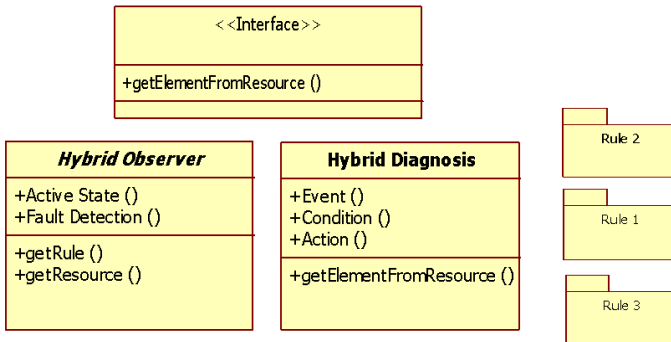 <<Interface>>
+getElementFromResource ()
Hybrid Observer
+Active State ()
+Fault Detection ()
+getRule ()
+getResource ()
Hybrid Diagnosis
+Event ()
+Condition ()
+Action ()
+getElementFromResource ()
Rule 2
Rule 1
Rule 3